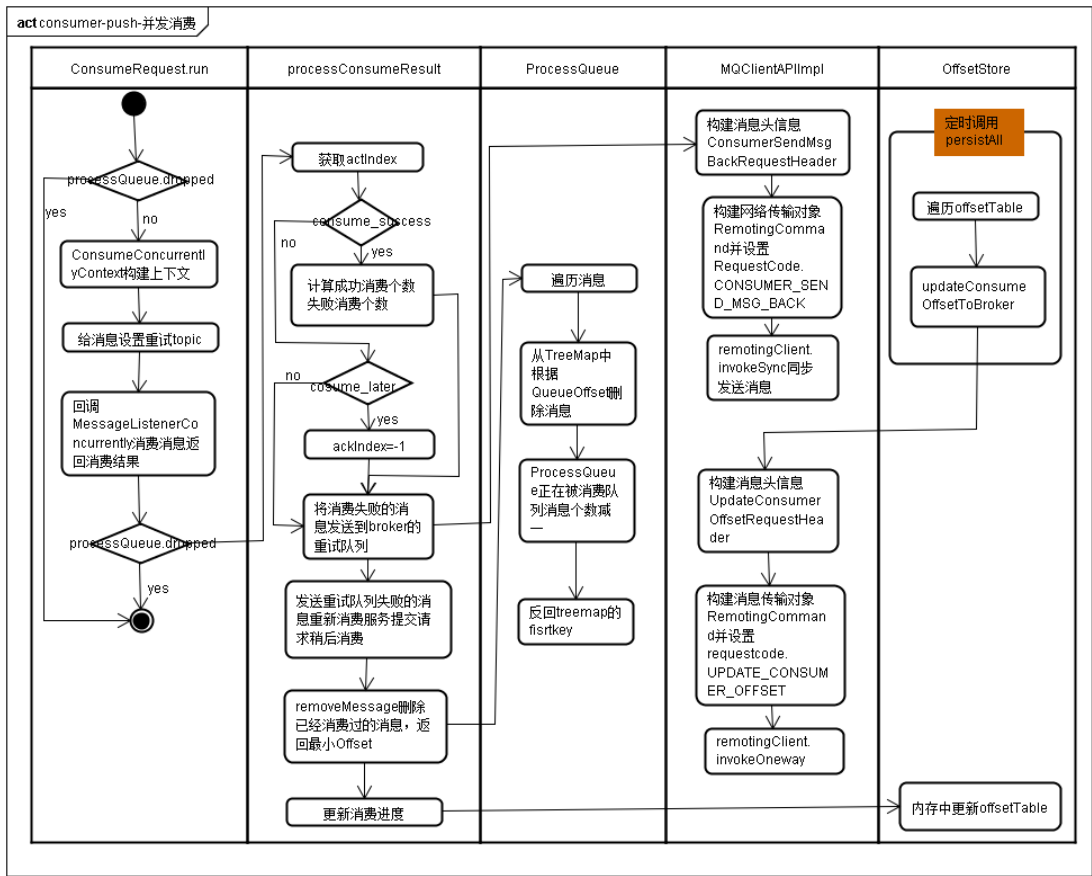 act consumer-push-并发消费
ConsumeRequest.run
processConsumeResult
ProcessQueue
MQClientAPIImpl
OffsetStore
processQueue.dropped
yes
no
ConsumeConcurrentl
yContext构建上下文
给消息设置重试topic
回调
MessageListenerCo
ncurrently消费消息返
回消费结果
processQueue.dropped
yes
获取actIndex
consume_success
no
yes
计算成功消费个数
失败消费个数
no
cosume_later
yes
ackIndex=-1
将消费失败的消
息发送到broker的
重试队列
发送重试队列失败的消
息重新消费服务提交请
求稍后消费
removeMessage删除
已经消费过的消息，返
回最小Offset
更新消费进度
遍历消息
从TreeMap中
根据
QueueOffset删
除消息
ProcessQueu
e正在被消费队
列消息个数减
一
反回treemap的
fisrtkey
构建消息头信息
ConsumerSendMsg
BackRequestHeader
构建网络传输对象
RemotingComma
nd并设置
RequestCode.
CONSUMER_SEN
D_MSG_BACK
remotingClient.
invokeSync同步
发送消息
构建消息头信息
UpdateConsumer
OffsetRequestHea
der
构建消息传输对象
RemotingComman
d并设置
requestcode.
UPDATE_CONSUM
ER_OFFSET
remotingClient.
invokeOneway
定时调用
persistAll
遍历offsetTable
updateConsume
OffsetToBroker
内存中更新offsetTable